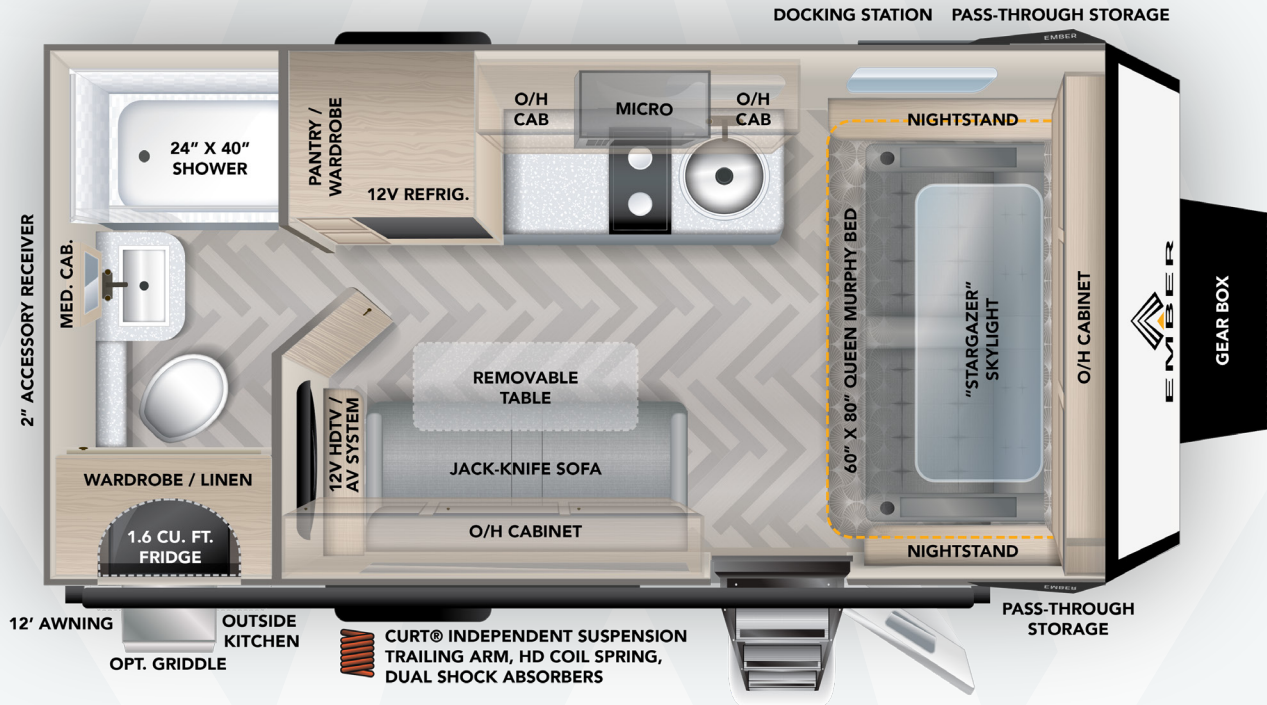 DOCKING STATION
PASS-THROUGH STORAGE
EMBER
O/H
CAB
MICRO
O/H
CAB
NIGHTSTAND
24” X 40”
SHOWER
PANTRY /
WARDROBE
12V REFRIG.
2” ACCESSORY RECEIVER
MED. CAB.
60” X 80” QUEEN MURPHY BED
“STARGAZER”
SKYLIGHT
O/H CABINET
EMBER
GEAR BOX
REMOVABLE
TABLE
12V HDTV /
AV SYSTEM
JACK-KNIFE SOFA
WARDROBE / LINEN
O/H CABINET
1.6 CU. FT.
FRIDGE
NIGHTSTAND
EMBER
12’ AWNING
OUTSIDE
KITCHEN
OPT. GRIDDLE
CURT® INDEPENDENT SUSPENSION
TRAILING ARM, HD COIL SPRING,
DUAL SHOCK ABSORBERS
PASS-THROUGH
STORAGE